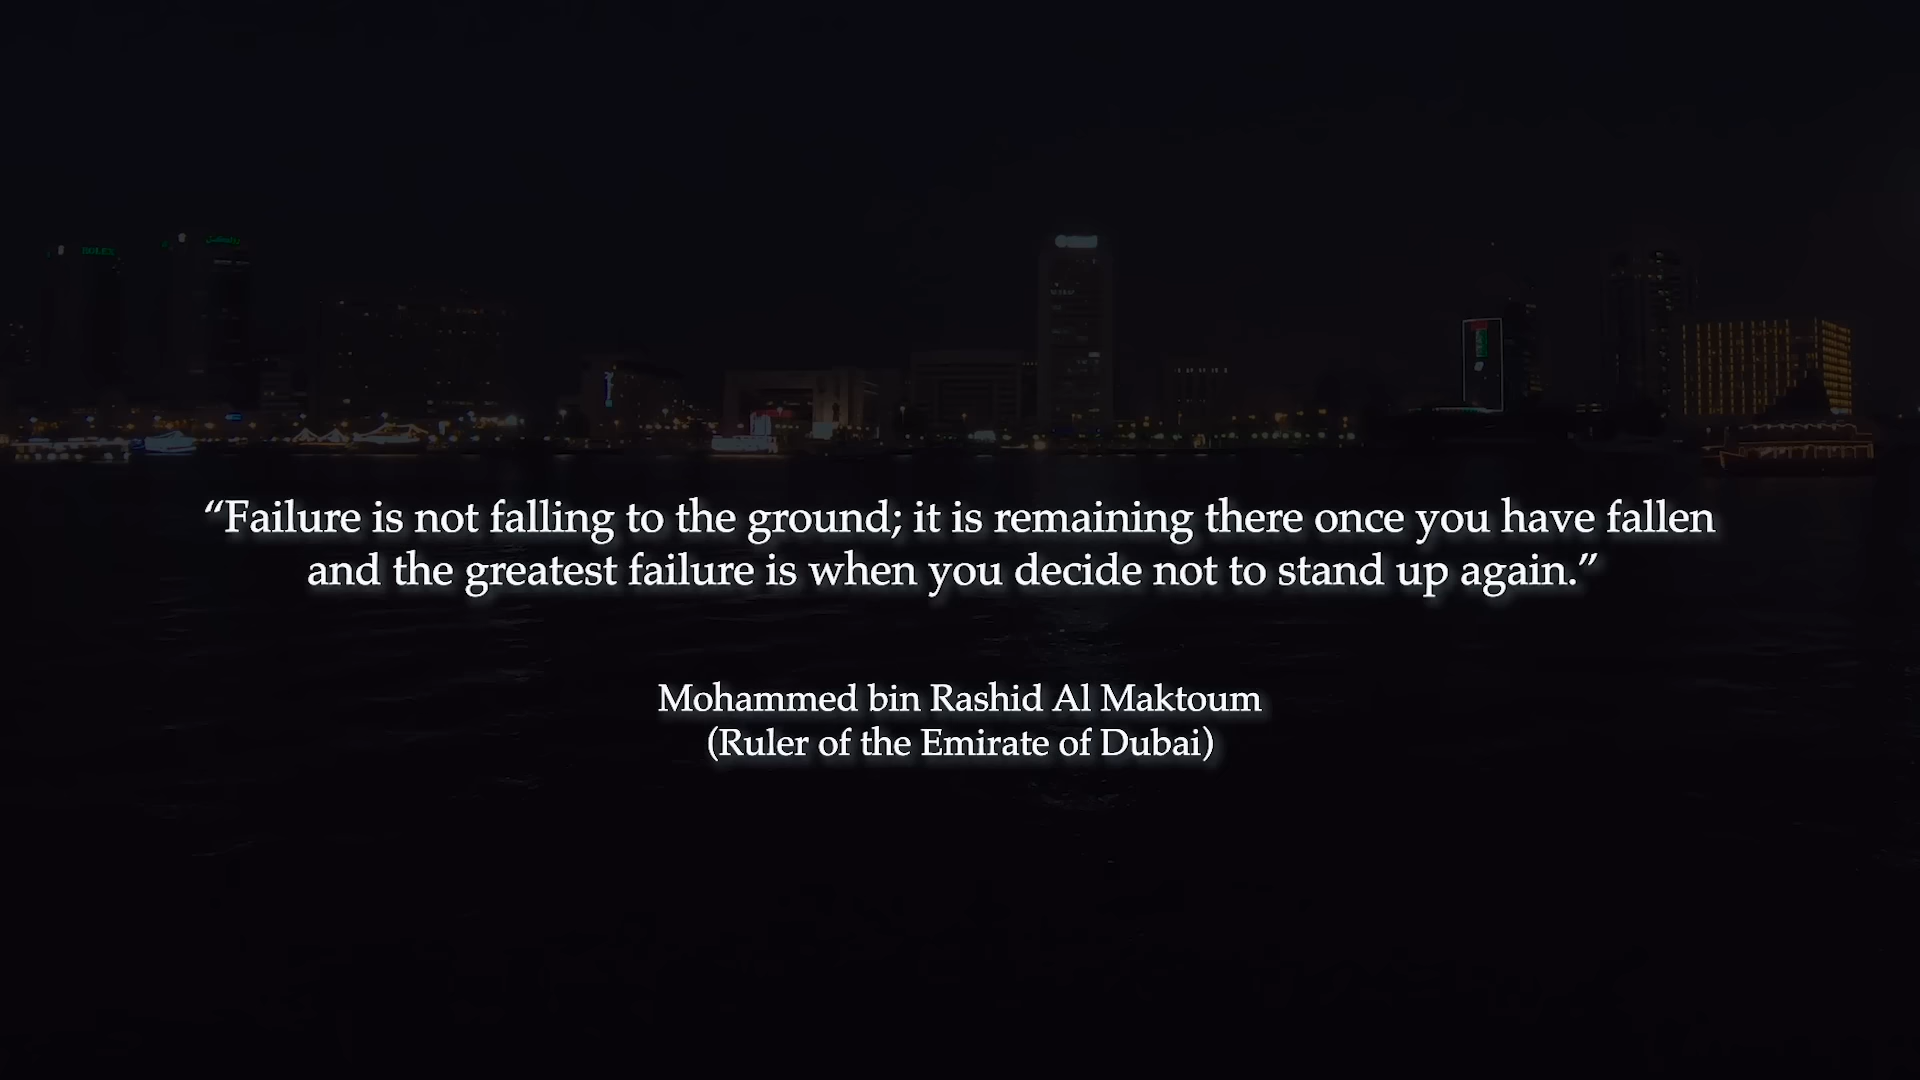 ROLEX
“Failure is not falling to the ground; it is remaining there once you have fallen
and the greatest failure is when you decide not to stand up again.”
Mohammed bin Rashid Al Maktoum
(Ruler of the Emirate of Dubai)